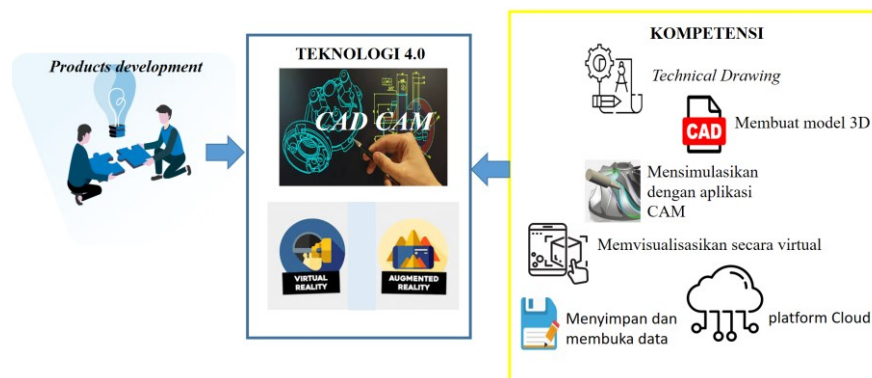 Products development
TEKNOLOGI 4.0
CAD CAM
VIRTUAL
REALITY
AUGMENTED
REALITY
KOMPETENSI
Technical Drawing
CAD
Membuat model 3D
Mensimulasikan
dengan aplikasi
CAM
Memvisualisasikan secara virtual
Menyimpan dan
membuka data
platform Cloud